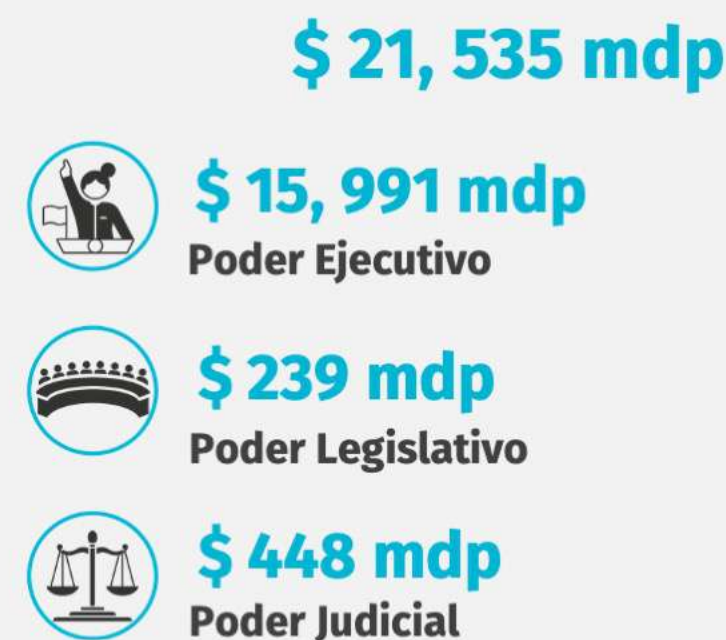 $ 21, 535 mdp
$ 15, 991 mdp
Poder Ejecutivo
$ 239 mdp
Poder Legislativo
$ 448 mdp
Poder Judicial